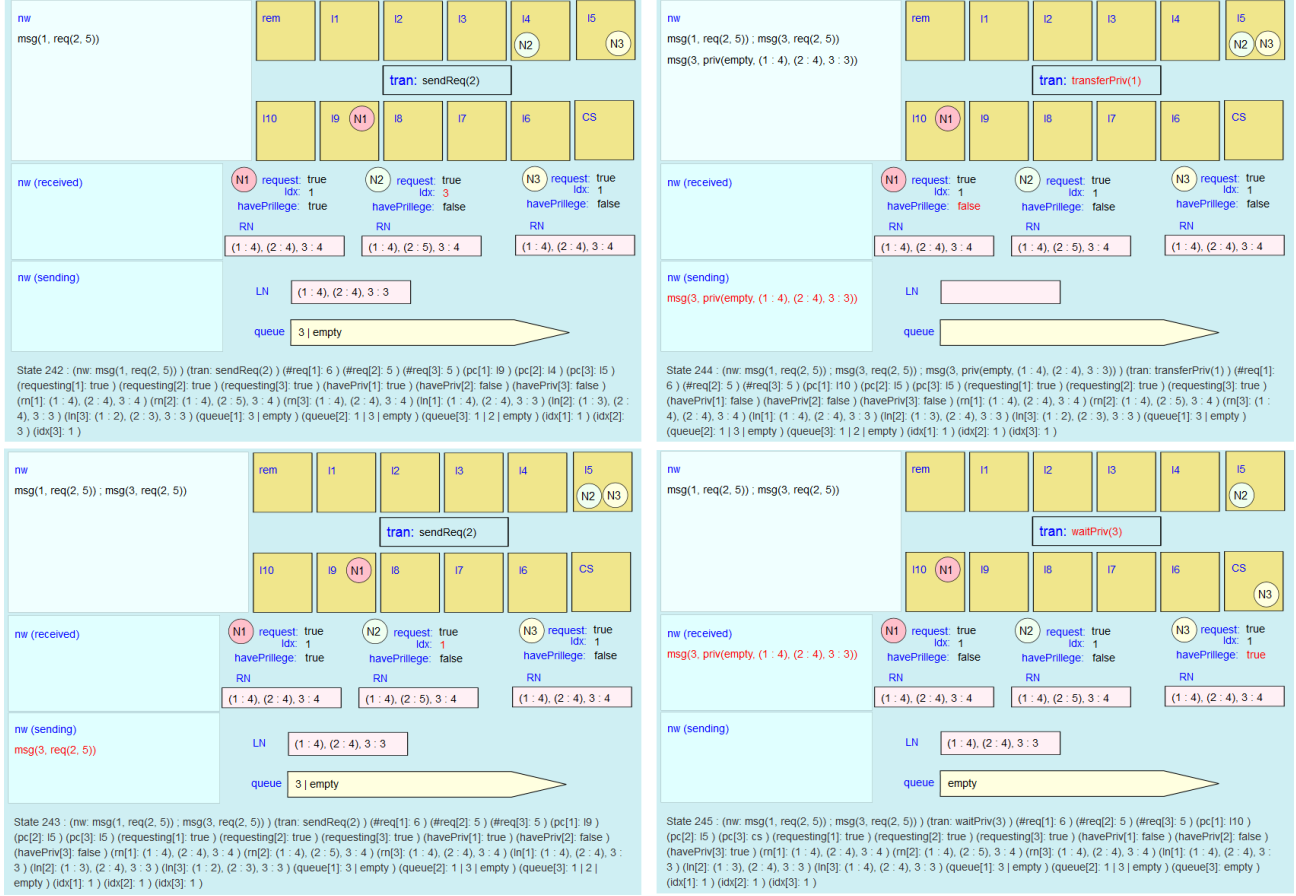 nw
msg(1, req(2, 5))
rem
l1
l2
l3
l4
N2
l5
N3
tran: sendReq(2)
l10
l9
N1
l8
l7
l6
CS
nw (received)
N1 request: true
Idx: 1
havePrillege: true
RN
(1 : 4), (2 : 4), 3 : 4
N2 request: true
Idx: 3
havePrillege: false
RN
(1 : 4), (2 : 5), 3 : 4
N3 request: true
Idx: 1
havePrillege: false
RN
(1 : 4), (2 : 4), 3 : 4
nw (sending)
LN (1 : 4), (2 : 4), 3 : 3
queue 3 | empty
State 242 : (nw: msg(1, req(2, 5)) ) (tran: sendReq(2) ) (#req[1]: 6 ) (#req[2]: 5 ) (#req[3]: 5 ) (pc[1]: l9 ) (pc[2]: l4 ) (pc[3]: l5 )
(requesting[1]: true ) (requesting[2]: true ) (requesting[3]: true ) (havePriv[1]: true ) (havePriv[2]: false ) (havePriv[3]: false )
(rn[1]: (1 : 4), (2 : 4), 3 : 4 ) (rn[2]: (1 : 4), (2 : 5), 3 : 4 ) (rn[3]: (1 : 4), (2 : 4), 3 : 4 ) (ln[1]: (1 : 4), (2 : 4), 3 : 3 ) (ln[2]: (1 : 3), (2 :
4), 3 : 3 ) (ln[3]: (1 : 2), (2 : 3), 3 : 3 ) (queue[1]: 3 | empty ) (queue[2]: 1 | 3 | empty ) (queue[3]: 1 | 2 | empty ) (idx[1]: 1 ) (idx[2]:
3 ) (idx[3]: 1 )
nw
msg(1, req(2, 5)) ; msg(3, req(2, 5))
msg(3, priv(empty, (1 : 4), (2 : 4), 3 : 3))
rem
l1
l2
l3
l4
l5
N2 N3
tran: transferPriv(1)
l10
N1
l9
l8
l7
l6
CS
nw (received)
N1 request: true
Idx: 1
havePrillege: false
RN
(1 : 4), (2 : 4), 3 : 4
N2 request: true
Idx: 1
havePrillege: false
RN
(1 : 4), (2 : 5), 3 : 4
N3 request: true
Idx: 1
havePrillege: false
RN
(1 : 4), (2 : 4), 3 : 4
nw (sending)
msg(3, priv(empty, (1 : 4), (2 : 4), 3 : 3))
LN
queue
State 244 : (nw: msg(1, req(2, 5)) ; msg(3, req(2, 5)) ; msg(3, priv(empty, (1 : 4), (2 : 4), 3 : 3)) ) (tran: transferPriv(1) ) (#req[1]:
6 ) (#req[2]: 5 ) (#req[3]: 5 ) (pc[1]: l10 ) (pc[2]: l5 ) (pc[3]: l5 ) (requesting[1]: true ) (requesting[2]: true ) (requesting[3]: true )
(havePriv[1]: false ) (havePriv[2]: false ) (havePriv[3]: false ) (rn[1]: (1 : 4), (2 : 4), 3 : 4 ) (rn[2]: (1 : 4), (2 : 5), 3 : 4 ) (rn[3]: (1 :
4), (2 : 4), 3 : 4 ) (ln[1]: (1 : 4), (2 : 4), 3 : 3 ) (ln[2]: (1 : 3), (2 : 4), 3 : 3 ) (ln[3]: (1 : 2), (2 : 3), 3 : 3 ) (queue[1]: 3 | empty )
(queue[2]: 1 | 3 | empty ) (queue[3]: 1 | 2 | empty ) (idx[1]: 1 ) (idx[2]: 1 ) (idx[3]: 1 )
nw
msg(1, req(2, 5)) ; msg(3, req(2, 5))
rem
l1
l2
l3
l4
l5
N2 N3
tran: sendReq(2)
l10
l9
N1
l8
l7
l6
CS
nw (received)
N1 request: true
Idx: 1
havePrillege: true
RN
(1 : 4), (2 : 4), 3 : 4
N2 request: true
Idx: 1
havePrillege: false
RN
(1 : 4), (2 : 5), 3 : 4
N3 request: true
Idx: 1
havePrillege: false
RN
(1 : 4), (2 : 4), 3 : 4
nw (sending)
msg(3, req(2, 5))
LN (1 : 4), (2 : 4), 3 : 3
queue 3 | empty
State 243 : (nw: msg(1, req(2, 5)) ; msg(3, req(2, 5)) ) (tran: sendReq(2) ) (#req[1]: 6 ) (#req[2]: 5 ) (#req[3]: 5 ) (pc[1]: l9 )
(pc[2]: l5 ) (pc[3]: l5 ) (requesting[1]: true ) (requesting[2]: true ) (requesting[3]: true ) (havePriv[1]: true ) (havePriv[2]: false )
(havePriv[3]: false ) (rn[1]: (1 : 4), (2 : 4), 3 : 4 ) (rn[2]: (1 : 4), (2 : 5), 3 : 4 ) (rn[3]: (1 : 4), (2 : 4), 3 : 4 ) (ln[1]: (1 : 4), (2 : 4), 3 :
3 ) (ln[2]: (1 : 3), (2 : 4), 3 : 3 ) (ln[3]: (1 : 2), (2 : 3), 3 : 3 ) (queue[1]: 3 | empty ) (queue[2]: 1 | 3 | empty ) (queue[3]: 1 | 2 |
empty ) (idx[1]: 1 ) (idx[2]: 1 ) (idx[3]: 1 )
nw
msg(1, req(2, 5)) ; msg(3, req(2, 5))
rem
l1
l2
l3
l4
l5
N2
tran: waitPriv(3)
l10
N1
l9
l8
l7
l6
CS
N3
nw (received)
msg(3, priv(empty, (1 : 4), (2 : 4), 3 : 3))
N1 request: true
Idx: 1
havePrillege: false
RN
(1 : 4), (2 : 4), 3 : 4
N2 request: true
Idx: 1
havePrillege: false
RN
(1 : 4), (2 : 5), 3 : 4
N3 request: true
Idx: 1
havePrillege: true
RN
(1 : 4), (2 : 4), 3 : 4
nw (sending)
LN (1 : 4), (2 : 4), 3 : 3
queue empty
State 245 : (nw: msg(1, req(2, 5)) ; msg(3, req(2, 5)) ) (tran: waitPriv(3) ) (#req[1]: 6 ) (#req[2]: 5 ) (#req[3]: 5 ) (pc[1]: l10 )
(pc[2]: l5 ) (pc[3]: cs ) (requesting[1]: true ) (requesting[2]: true ) (requesting[3]: true ) (havePriv[1]: false ) (havePriv[2]: false )
(havePriv[3]: true ) (rn[1]: (1 : 4), (2 : 4), 3 : 4 ) (rn[2]: (1 : 4), (2 : 5), 3 : 4 ) (rn[3]: (1 : 4), (2 : 4), 3 : 4 ) (ln[1]: (1 : 4), (2 : 4), 3 :
3 ) (ln[2]: (1 : 3), (2 : 4), 3 : 3 ) (ln[3]: (1 : 4), (2 : 4), 3 : 3 ) (queue[1]: 3 | empty ) (queue[2]: 1 | 3 | empty ) (queue[3]: empty )
(idx[1]: 1 ) (idx[2]: 1 ) (idx[3]: 1 )